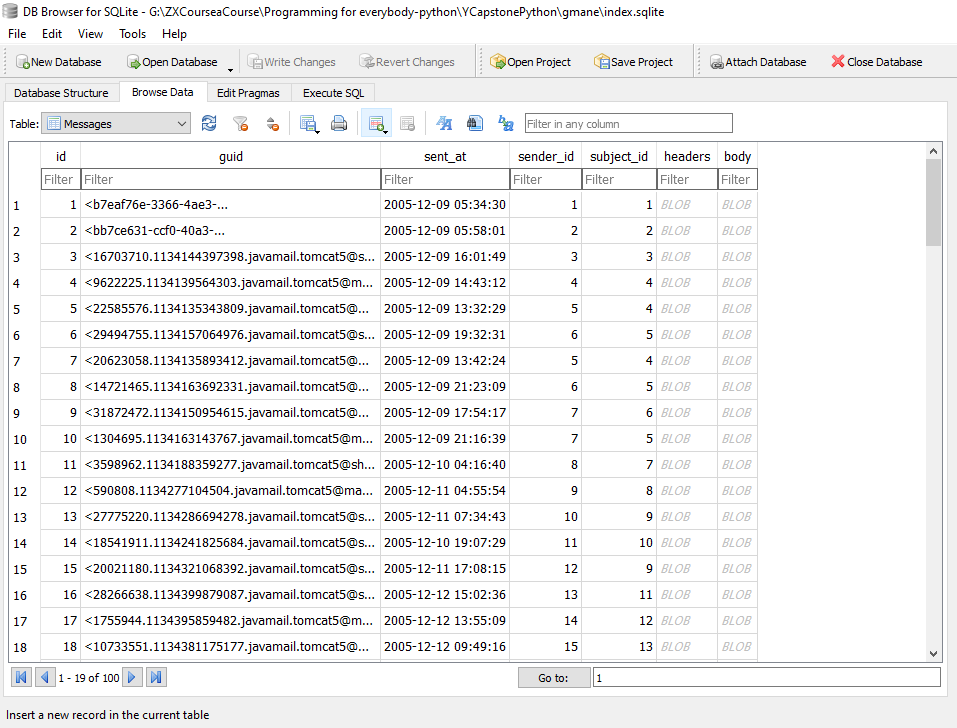 DB Browser for SQLite - G:\ZXCourseaCourse\Programming for everybody-python\YCapstonePython\gmane\index.sqlite
File Edit View Tools Help
New Database Open Database Write Changes Revert Changes Open Project Save Project Attach Database Close Database
Database Structure Browse Data Edit Pragmas Execute SQL
Table: Messages Filter in any column
id guid sent_at sender_id subject_id headers body
Filter Filter Filter Filter Filter Filter Filter
1 1 <b7eaf76e-3366-4ae3-... 2005-12-09 05:34:30 1 1 BLOB BLOB
2 2 <bb7ce631-ccf0-40a3-... 2005-12-09 05:58:01 2 2 BLOB BLOB
3 3 <16703710.1134144397398.javamail.tomcat5@s... 2005-12-09 16:01:49 3 3 BLOB BLOB
4 4 <9622225.1134139564303.javamail.tomcat5@m... 2005-12-09 14:43:12 4 4 BLOB BLOB
5 5 <22585576.1134135343809.javamail.tomcat5@... 2005-12-09 13:32:29 5 4 BLOB BLOB
6 6 <29494755.1134157064976.javamail.tomcat5@s... 2005-12-09 19:32:31 6 5 BLOB BLOB
7 7 <20623058.1134135893412.javamail.tomcat5@... 2005-12-09 13:42:24 5 4 BLOB BLOB
8 8 <14721465.1134163692331.javamail.tomcat5@... 2005-12-09 21:23:09 6 5 BLOB BLOB
9 9 <31872472.1134150954615.javamail.tomcat5@... 2005-12-09 17:54:17 7 6 BLOB BLOB
10 10 <1304695.1134163143767.javamail.tomcat5@m... 2005-12-09 21:16:39 7 5 BLOB BLOB
11 11 <3598962.1134188359277.javamail.tomcat5@sh... 2005-12-10 04:16:40 8 7 BLOB BLOB
12 12 <590808.1134277104504.javamail.tomcat5@ma... 2005-12-11 04:55:54 9 8 BLOB BLOB
13 13 <27775220.1134286694278.javamail.tomcat5@s... 2005-12-11 07:34:43 10 9 BLOB BLOB
14 14 <18541911.1134241825684.javamail.tomcat5@s... 2005-12-10 19:07:29 11 10 BLOB BLOB
15 15 <20021180.1134321068392.javamail.tomcat5@s... 2005-12-11 17:08:15 12 9 BLOB BLOB
16 16 <28266638.1134399879087.javamail.tomcat5@s... 2005-12-12 15:02:36 13 11 BLOB BLOB
17 17 <1755944.1134395859482.javamail.tomcat5@m... 2005-12-12 13:55:09 14 12 BLOB BLOB
18 18 <10733551.1134381175177.javamail.tomcat5@... 2005-12-12 09:49:16 15 13 BLOB BLOB
1 - 19 of 100 Go to: 1
Insert a new record in the current table